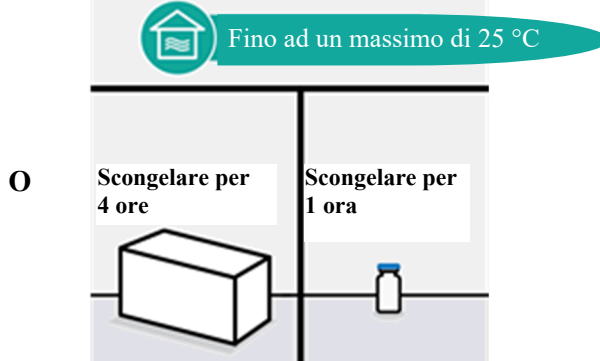 Fino ad un massimo di 25 °C
O
Scongelare per
4 ore
Scongelare per
1 ora